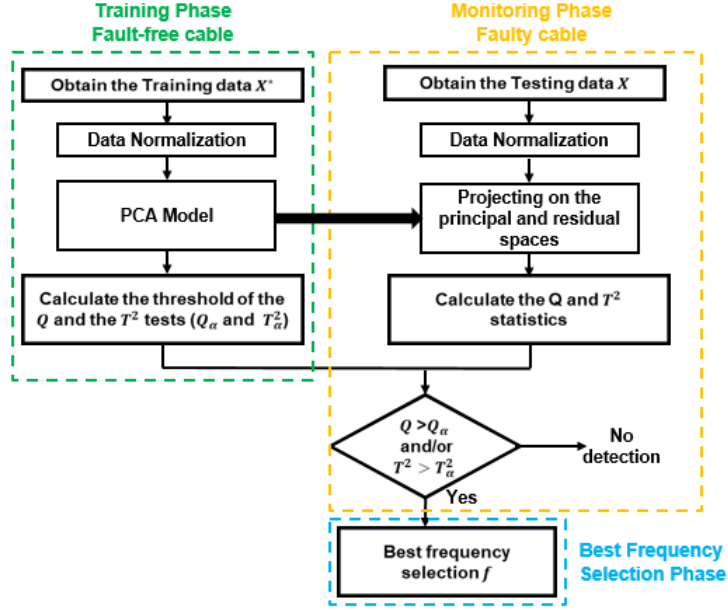 Training Phase
Fault-free cable
Obtain the Training data X*
Data Normalization
PCA Model
Calculate the threshold of the
Q and the T² tests (Qα and T²α)
Monitoring Phase
Faulty cable
Obtain the Testing data X
Data Normalization
Projecting on the
principal and residual
spaces
Calculate the Q and T²
statistics
Q >Qα
and/or
T² > T²α
No
detection
Yes
Best frequency
selection f
Best Frequency
Selection Phase